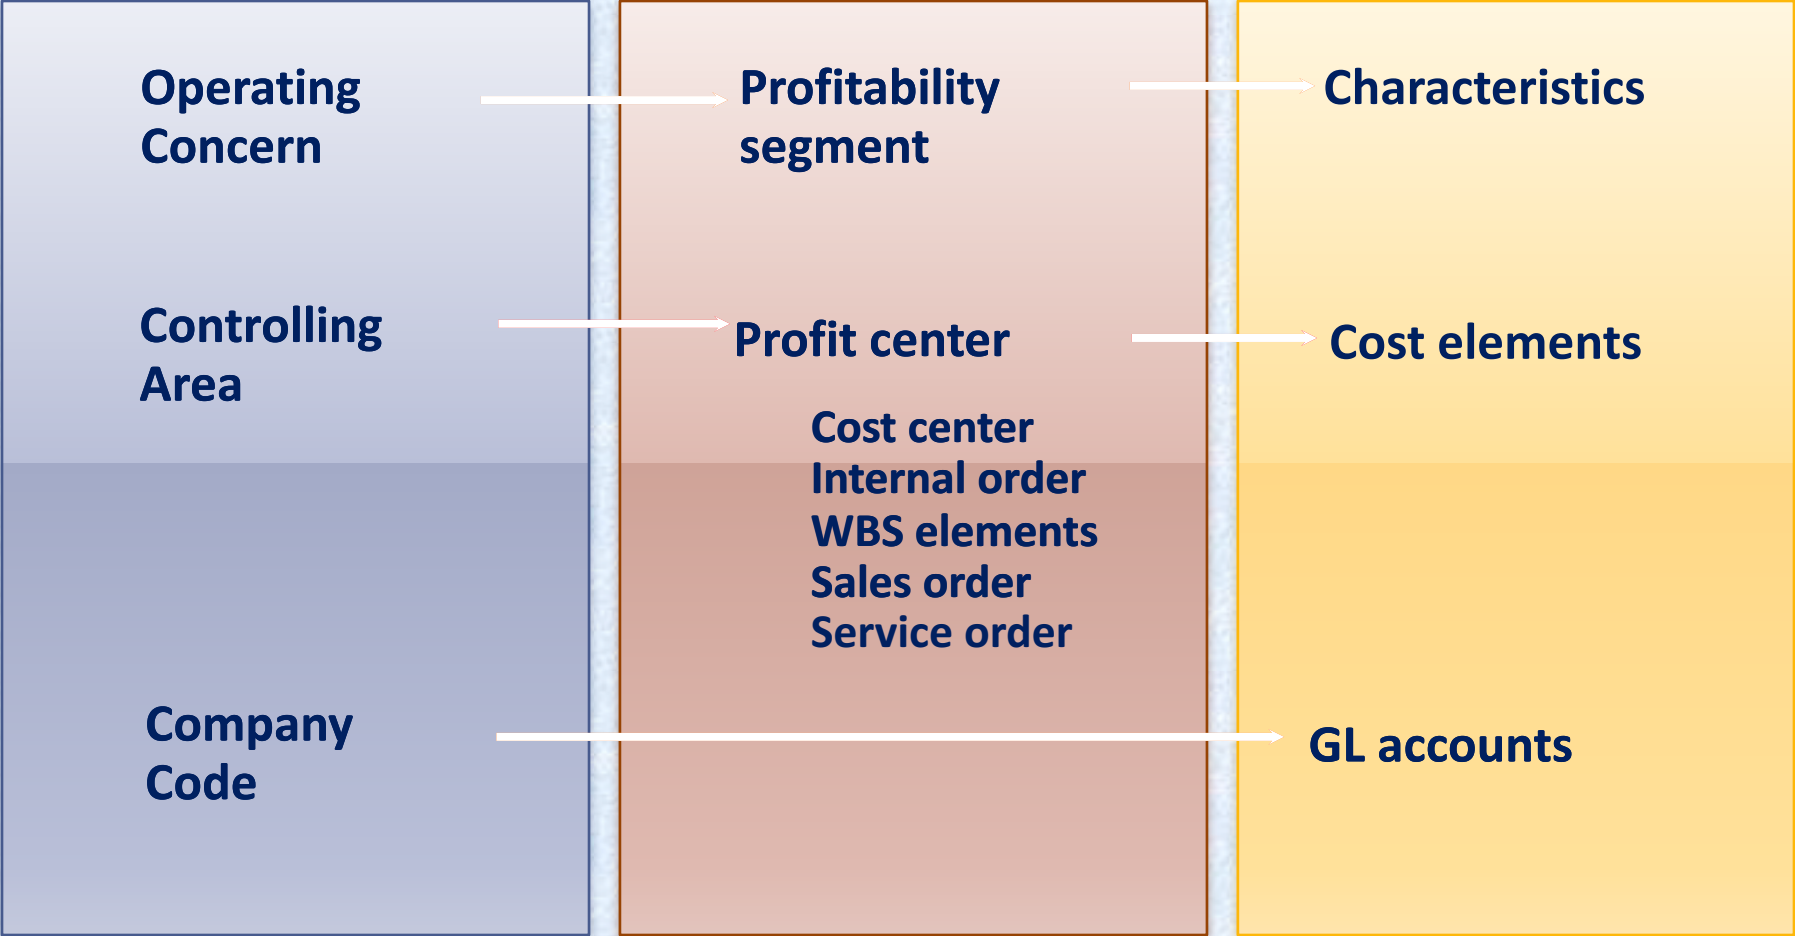 Operating
Concern
Profitability
segment
Characteristics
Controlling
Area
Profit center
Cost elements
Cost center
Internal order
WBS elements
Sales order
Service order
Company
Code
GL accounts